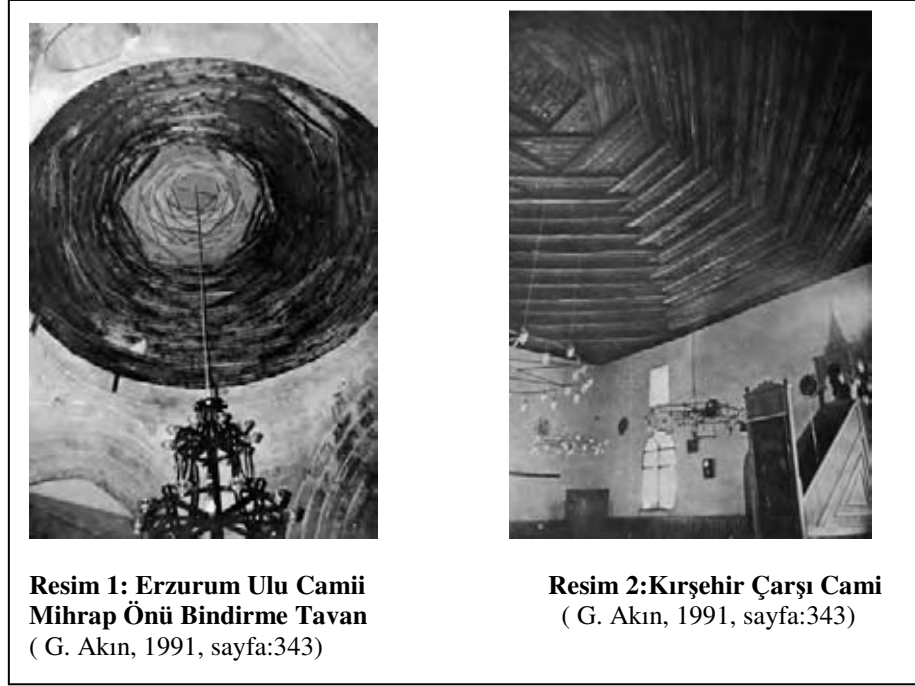 Resim 1: Erzurum Ulu Camii
Mihrap Önü Bindirme Tavan
( G. Akın, 1991, sayfa:343)
Resim 2:Kırşehir Çarşı Cami
( G. Akın, 1991, sayfa:343)